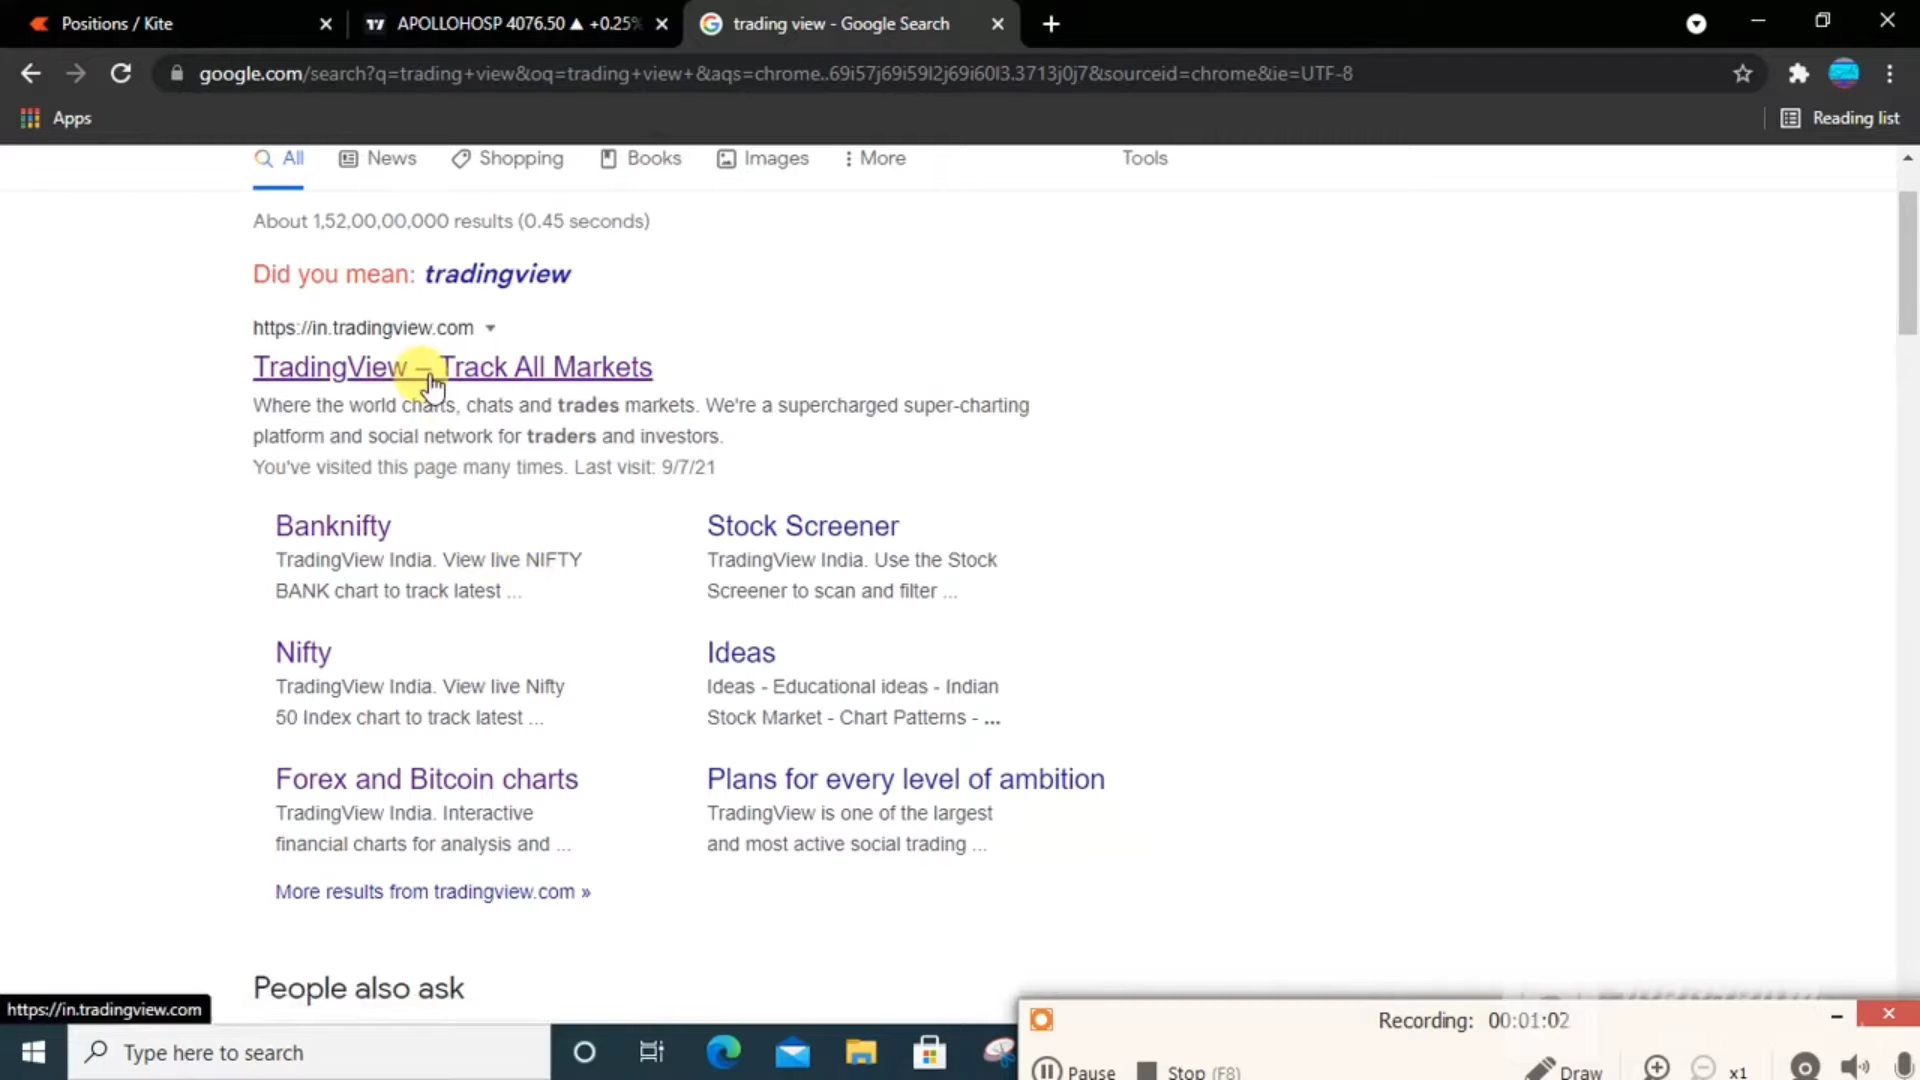 Positions / Kite
APOLLOHOSP 4076.50 ▲ +0.25%
trading view - Google Search
google.com/search?q=trading+view&oq=trading+view+&aqs=chrome..69i57j69i59l2j69i60l3.3713j0j7&sourceid=chrome&ie=UTF-8
Apps
Reading list
All News Shopping Books Images More Tools
About 1,52,00,00,000 results (0.45 seconds)
Did you mean: tradingview
https://in.tradingview.com
TradingView – Track All Markets
Where the world charts, chats and trades markets. We're a supercharged super-charting
platform and social network for traders and investors.
You've visited this page many times. Last visit: 9/7/21
Banknifty
TradingView India. View live NIFTY
BANK chart to track latest ...
Stock Screener
TradingView India. Use the Stock
Screener to scan and filter ...
Nifty
TradingView India. View live Nifty
50 Index chart to track latest ...
Ideas
Ideas - Educational ideas - Indian
Stock Market - Chart Patterns - ...
Forex and Bitcoin charts
TradingView India. Interactive
financial charts for analysis and ...
Plans for every level of ambition
TradingView is one of the largest
and most active social trading ...
More results from tradingview.com »
People also ask
https://in.tradingview.com
Type here to search
Recording: 00:01:02
Pause Stop (F8) Draw x1